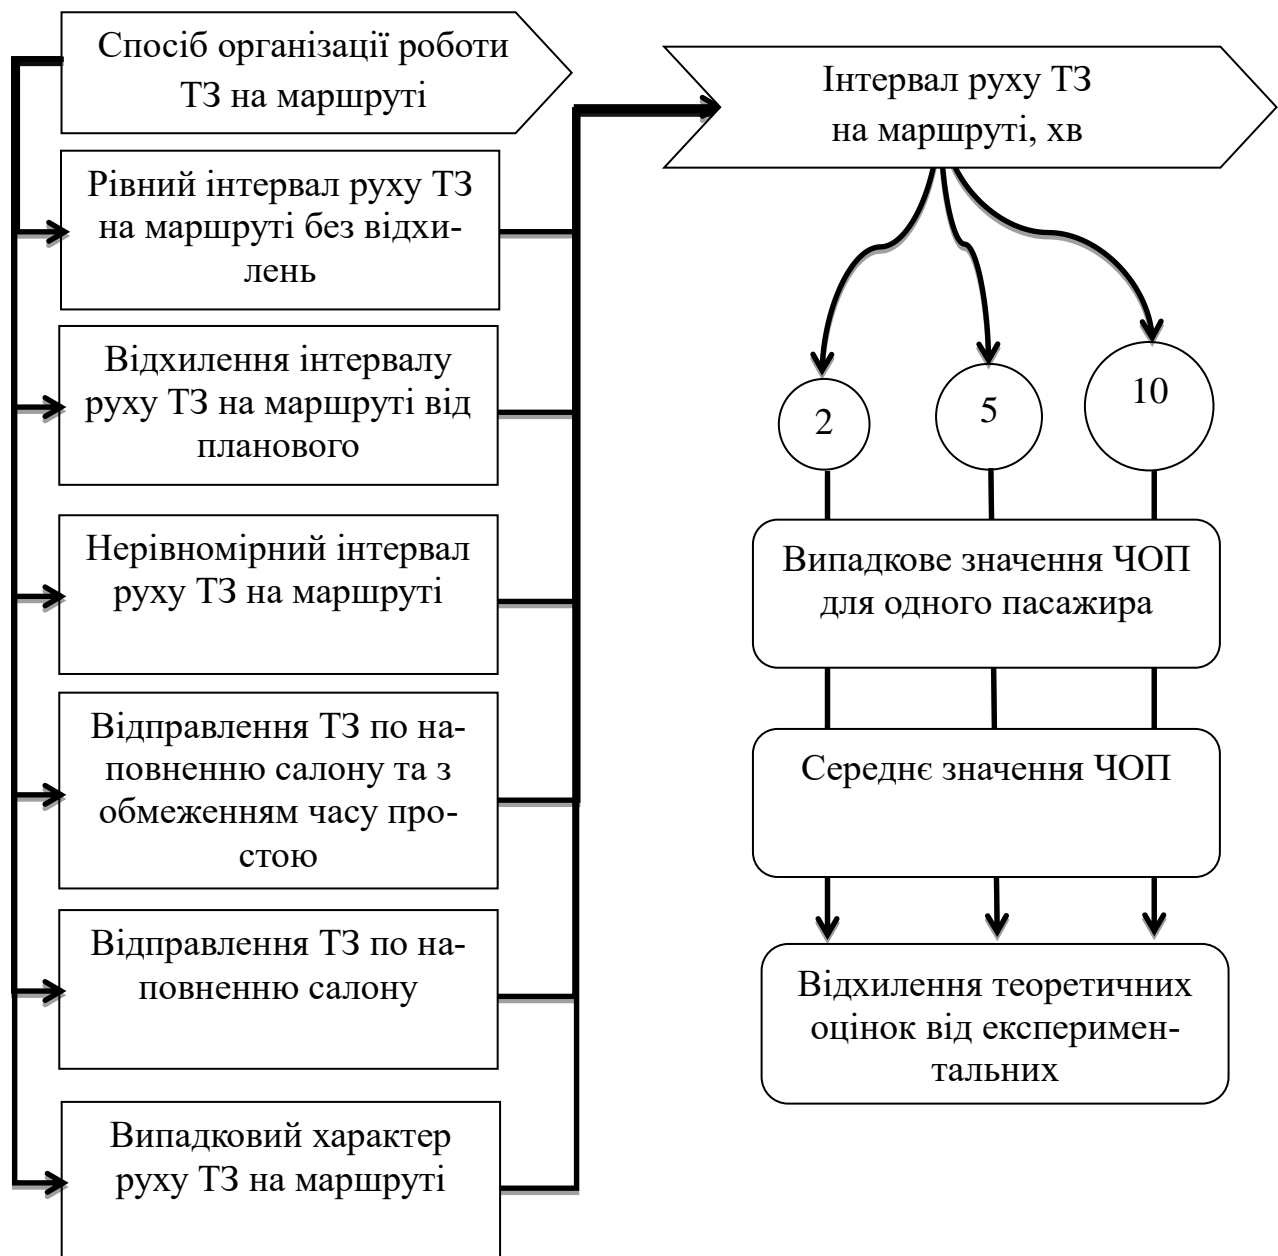 Спосіб організації роботи
ТЗ на маршруті
Рівний інтервал руху ТЗ
на маршруті без відхи-
лень
Відхилення інтервалу
руху ТЗ на маршруті від
планового
Нерівномірний інтервал
руху ТЗ на маршруті
Відправлення ТЗ по на-
повненню салону та з
обмеженням часу про-
стою
Відправлення ТЗ по на-
повненню салону
Випадковий характер
руху ТЗ на маршруті
Інтервал руху ТЗ
на маршруті, хв
2
5
10
Випадкове значення ЧОП
для одного пасажира
Середнє значення ЧОП
Відхилення теоретичних
оцінок від експеримен-
тальних